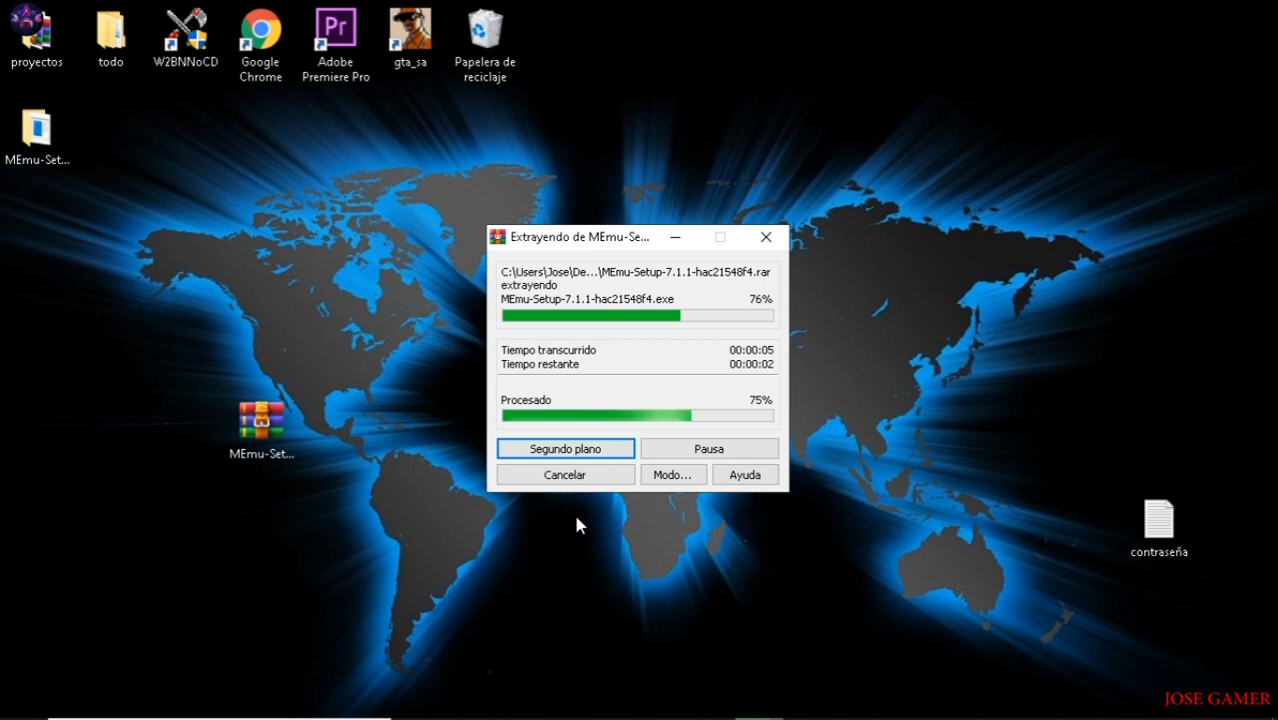 proyectos
todo
W2BNNoCD
Google
Chrome
Pr
Adobe
Premiere Pro
gta_sa
Papelera de
reciclaje
MEmu-Set...
Extrayendo de MEmu-Se...
C:\Users\Jose\De...\MEmu-Setup-7.1.1-hac21548f4.rar
extrayendo
MEmu-Setup-7.1.1-hac21548f4.exe 76%
Tiempo transcurrido 00:00:05
Tiempo restante 00:00:02
Procesado 75%
Segundo plano Pausa
Cancelar Modo... Ayuda
MEmu-Set...
contraseña
JOSE GAMER